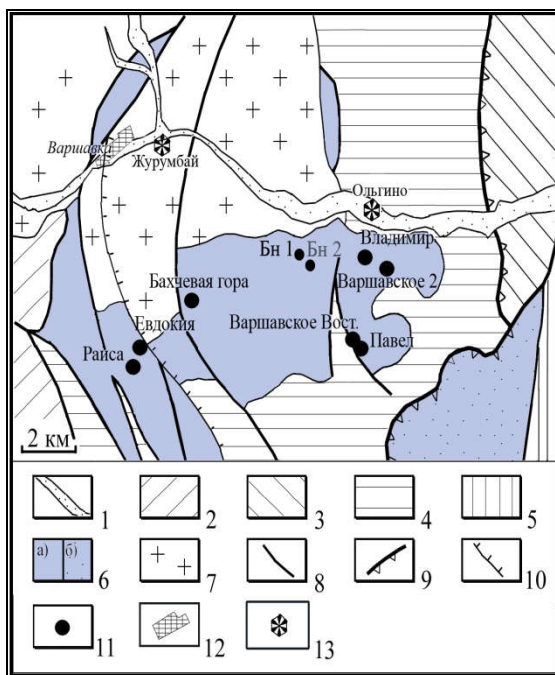 Варшавка
Журумбай
Ольгино
Владимир.
Бн 1
Бн 2
Варшавское 2
Бахчевая гора
Варшавское Вост.
Евдокия
Павел
Раиса
2 км
1
2
3
4
5
а)
б)
6
7
8
9
10
11
12
13